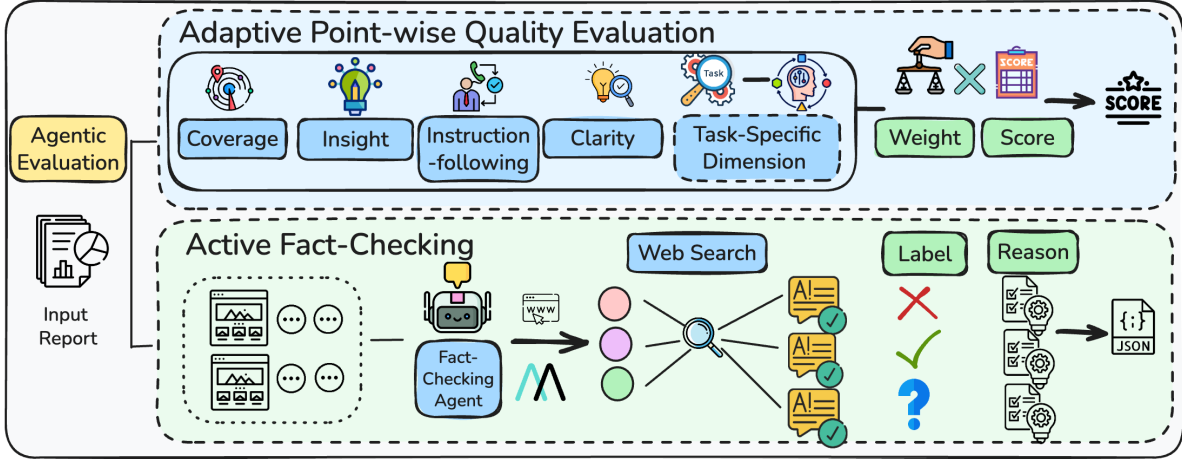 Adaptive Point-wise Quality Evaluation
Task
SCORE
SCORE
Agentic
Evaluation
Coverage
Insight
Instruction
-following
Clarity
Task-Specific
Dimension
Weight
Score
Input
Report
Active Fact-Checking
Web Search
Label
Reason
WWW
Fact-
Checking
Agent
A!
A!
A!
?
{;}
JSON